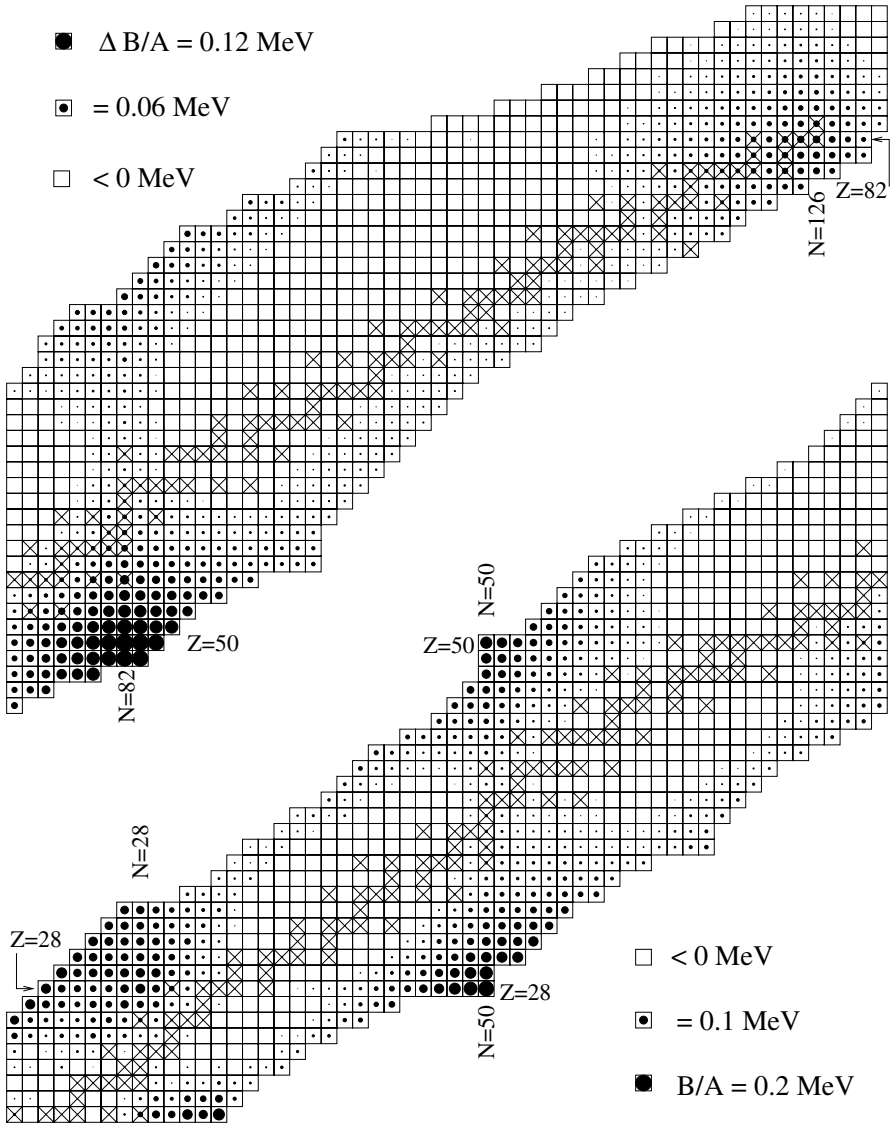 Δ B/A = 0.12 MeV
= 0.06 MeV
< 0 MeV
Z=82
N=126
N=50
Z=50
Z=50
N=82
N=28
Z=28
< 0 MeV
Z=28
= 0.1 MeV
N=50
B/A = 0.2 MeV